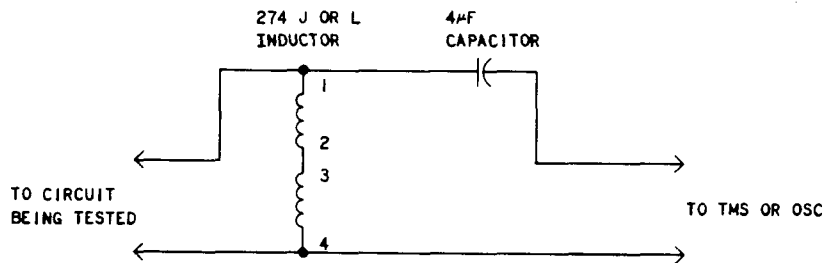 274 J OR L
INDUCTOR
4µF
CAPACITOR
1
2
3
4
TO CIRCUIT
BEING TESTED
TO TMS OR OSC